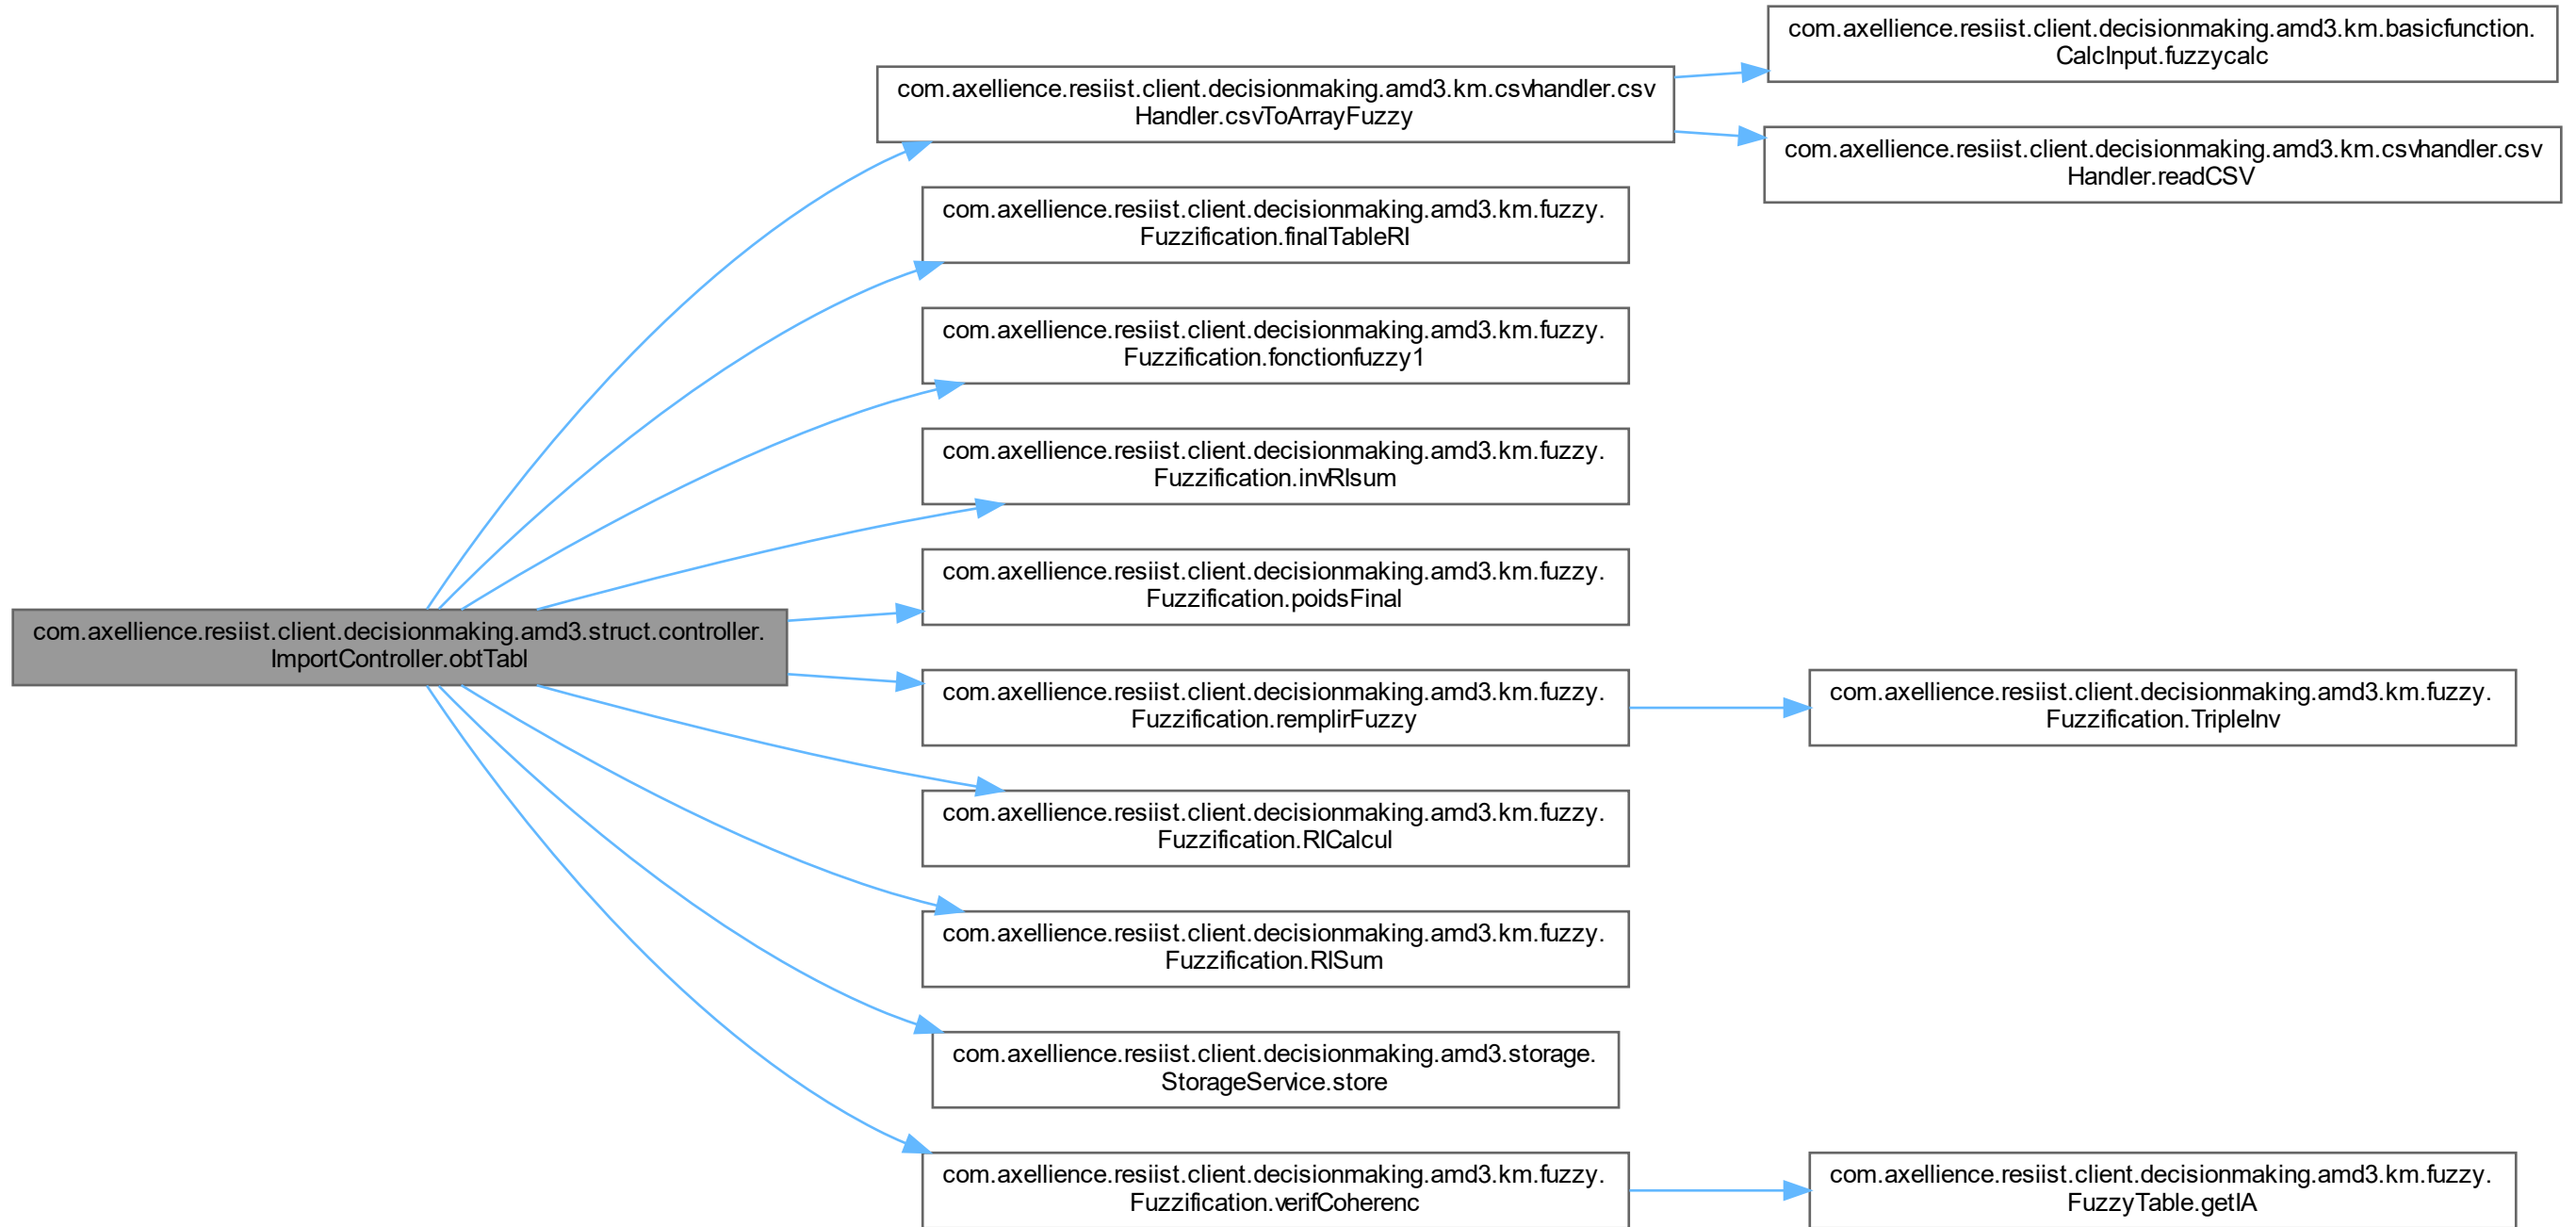 com.axellience.resiist.client.decisionmaking.amd3.struct.controller.
ImportController.obtTabl
com.axellience.resiist.client.decisionmaking.amd3.km.csvhandler.csv
Handler.csvToArrayFuzzy
com.axellience.resiist.client.decisionmaking.amd3.km.basicfunction.
CalcInput.fuzzycalc
com.axellience.resiist.client.decisionmaking.amd3.km.csvhandler.csv
Handler.readCSV
com.axellience.resiist.client.decisionmaking.amd3.km.fuzzy.
Fuzzification.finalTableRI
com.axellience.resiist.client.decisionmaking.amd3.km.fuzzy.
Fuzzification.fonctionfuzzy1
com.axellience.resiist.client.decisionmaking.amd3.km.fuzzy.
Fuzzification.invRIsum
com.axellience.resiist.client.decisionmaking.amd3.km.fuzzy.
Fuzzification.poidsFinal
com.axellience.resiist.client.decisionmaking.amd3.km.fuzzy.
Fuzzification.remplirFuzzy
com.axellience.resiist.client.decisionmaking.amd3.km.fuzzy.
Fuzzification.TripleInv
com.axellience.resiist.client.decisionmaking.amd3.km.fuzzy.
Fuzzification.RICalcul
com.axellience.resiist.client.decisionmaking.amd3.km.fuzzy.
Fuzzification.RISum
com.axellience.resiist.client.decisionmaking.amd3.storage.
StorageService.store
com.axellience.resiist.client.decisionmaking.amd3.km.fuzzy.
Fuzzification.verifCoherenc
com.axellience.resiist.client.decisionmaking.amd3.km.fuzzy.
FuzzyTable.getIA